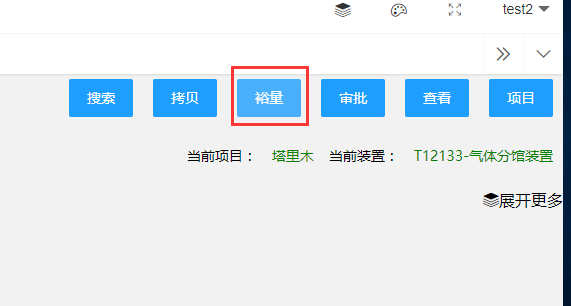 test2
搜索 拷贝 裕量 审批 查看 项目
当前项目： 塔里木 当前装置： T12133-气体分馆装置
展开更多